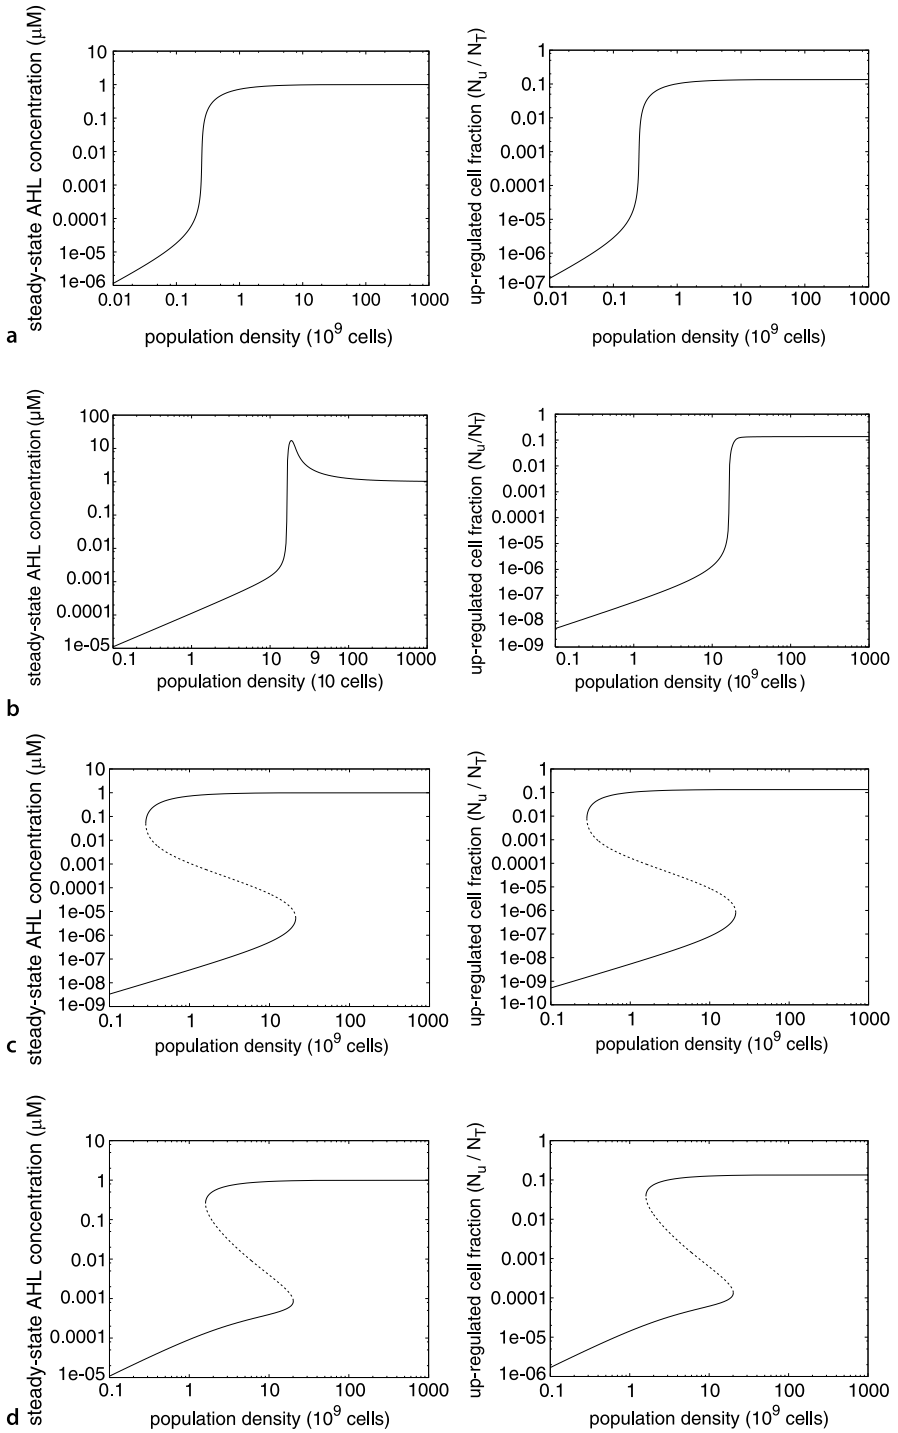 steady-state AHL concentration (μM)
10
1
0.1
0.01
0.001
0.0001
1e-05
1e-06
0.01 0.1 1 10 100 1000
population density (10⁹ cells)
up-regulated cell fraction (Nᵤ / N_T)
1
0.1
0.01
0.001
0.0001
1e-05
1e-06
1e-07
0.01 0.1 1 10 100 1000
population density (10⁹ cells)
a
steady-state AHL concentration (μM)
100
10
1
0.1
0.01
0.001
0.0001
1e-05
0.1 1 10 9 100 1000
population density (10 cells)
up-regulated cell fraction (Nᵤ/N_T)
1
0.1
0.01
0.001
0.0001
1e-05
1e-06
1e-07
1e-08
1e-09
0.1 1 10 100 1000
population density (10⁹ cells)
b
steady-state AHL concentration (μM)
10
1
0.1
0.01
0.001
0.0001
1e-05
1e-06
1e-07
1e-08
1e-09
0.1 1 10 100 1000
population density (10⁹ cells)
up-regulated cell fraction (Nᵤ / N_T)
1
0.1
0.01
0.001
0.0001
1e-05
1e-06
1e-07
1e-08
1e-09
1e-10
0.1 1 10 100 1000
population density (10⁹ cells)
c
steady-state AHL concentration (μM)
10
1
0.1
0.01
0.001
0.0001
1e-05
0.1 1 10 100 1000
population density (10⁹ cells)
up-regulated cell fraction (Nᵤ / N_T)
1
0.1
0.01
0.001
0.0001
1e-05
1e-06
0.1 1 10 100 1000
population density (10⁹ cells)
d